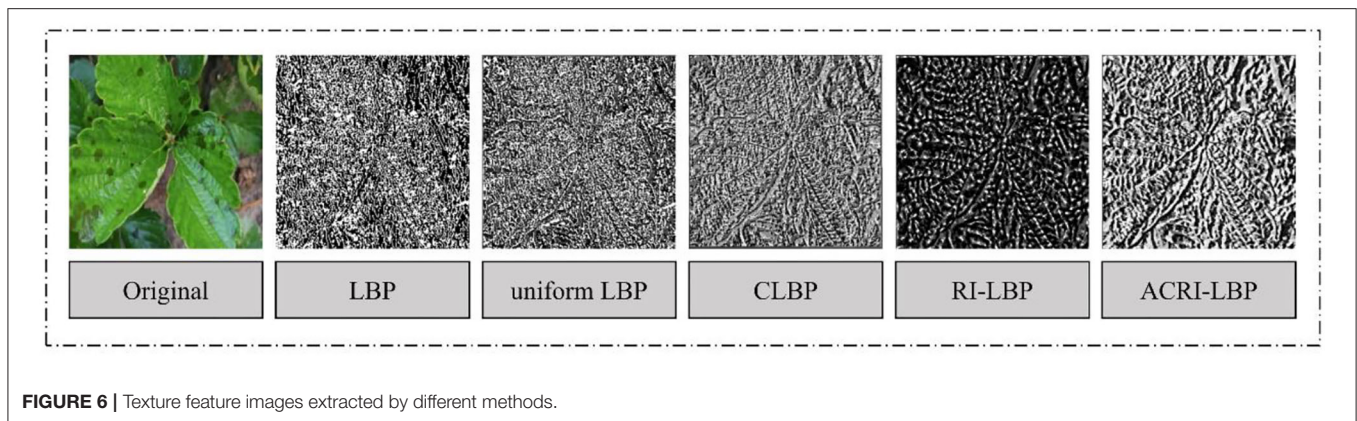 Original
LBP
uniform LBP
CLBP
RI-LBP
ACRI-LBP
FIGURE 6 | Texture feature images extracted by different methods.